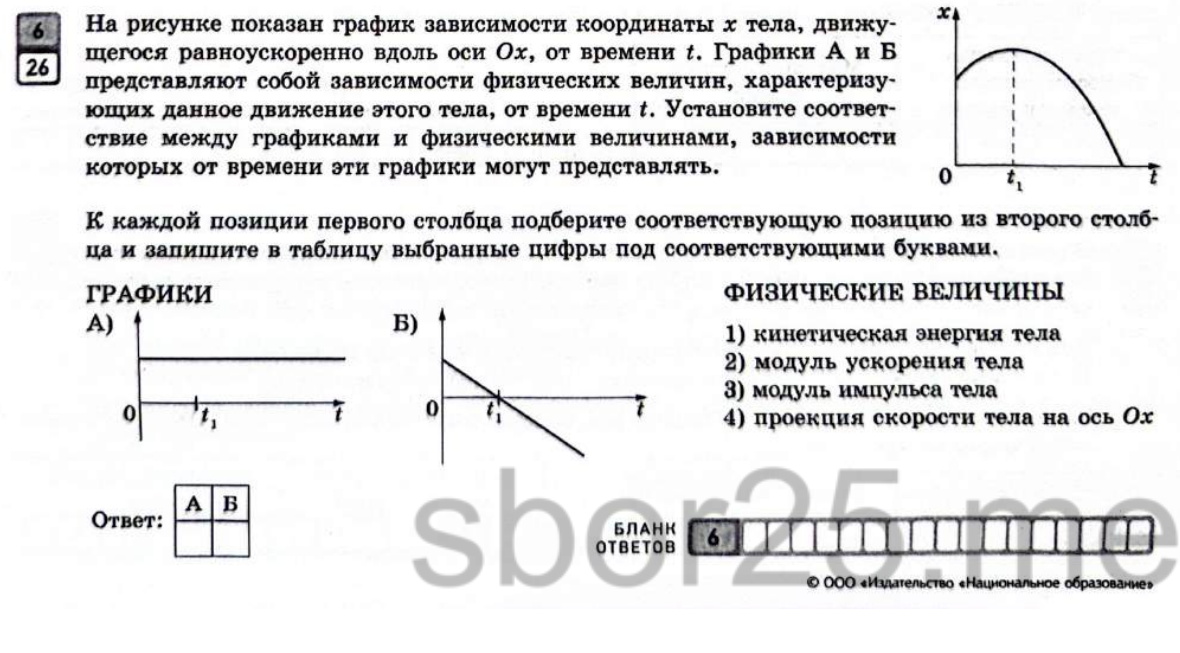 6
26
На рисунке показан график зависимости координаты x тела, движу-
щегося равноускоренно вдоль оси Ox, от времени t. Графики А и Б
представляют собой зависимости физических величин, характеризу-
ющих данное движение этого тела, от времени t. Установите соответ-
ствие между графиками и физическими величинами, зависимости
которых от времени эти графики могут представлять.
x
0 t₁ t
К каждой позиции первого столбца подберите соответствующую позицию из второго столб-
ца и запишите в таблицу выбранные цифры под соответствующими буквами.
ГРАФИКИ
А)
0 t₁ t
Б)
0 t₁ t
ФИЗИЧЕСКИЕ ВЕЛИЧИНЫ
1) кинетическая энергия тела
2) модуль ускорения тела
3) модуль импульса тела
4) проекция скорости тела на ось Ox
Ответ:
А Б
sbor25.me
БЛАНК
ОТВЕТОВ
6
© ООО «Издательство «Национальное образование»